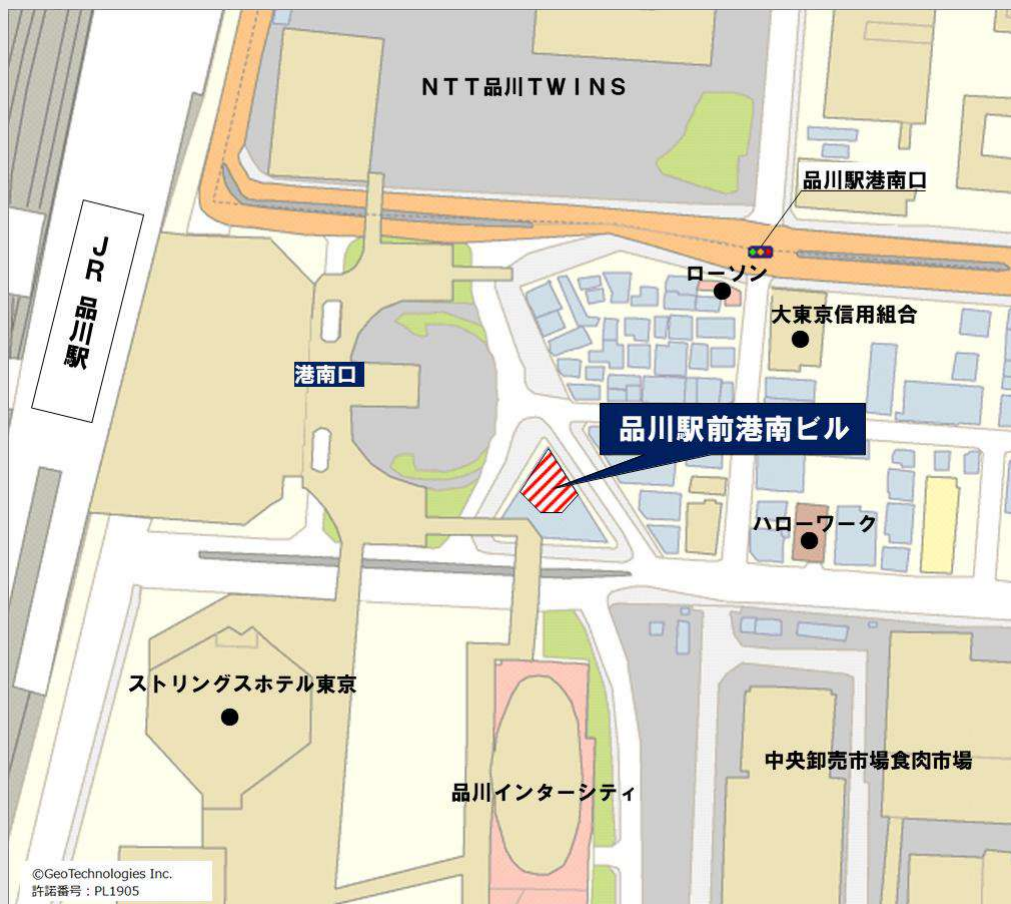 NTT品川TWINS
品川駅港南口
JR 品川駅
ローソン
大東京信用組合
港南口
品川駅前港南ビル
ハローワーク
ストリングスホテル東京
中央卸売市場食肉市場
品川インターシティ
©GeoTechnologies Inc.
許諾番号：PL1905